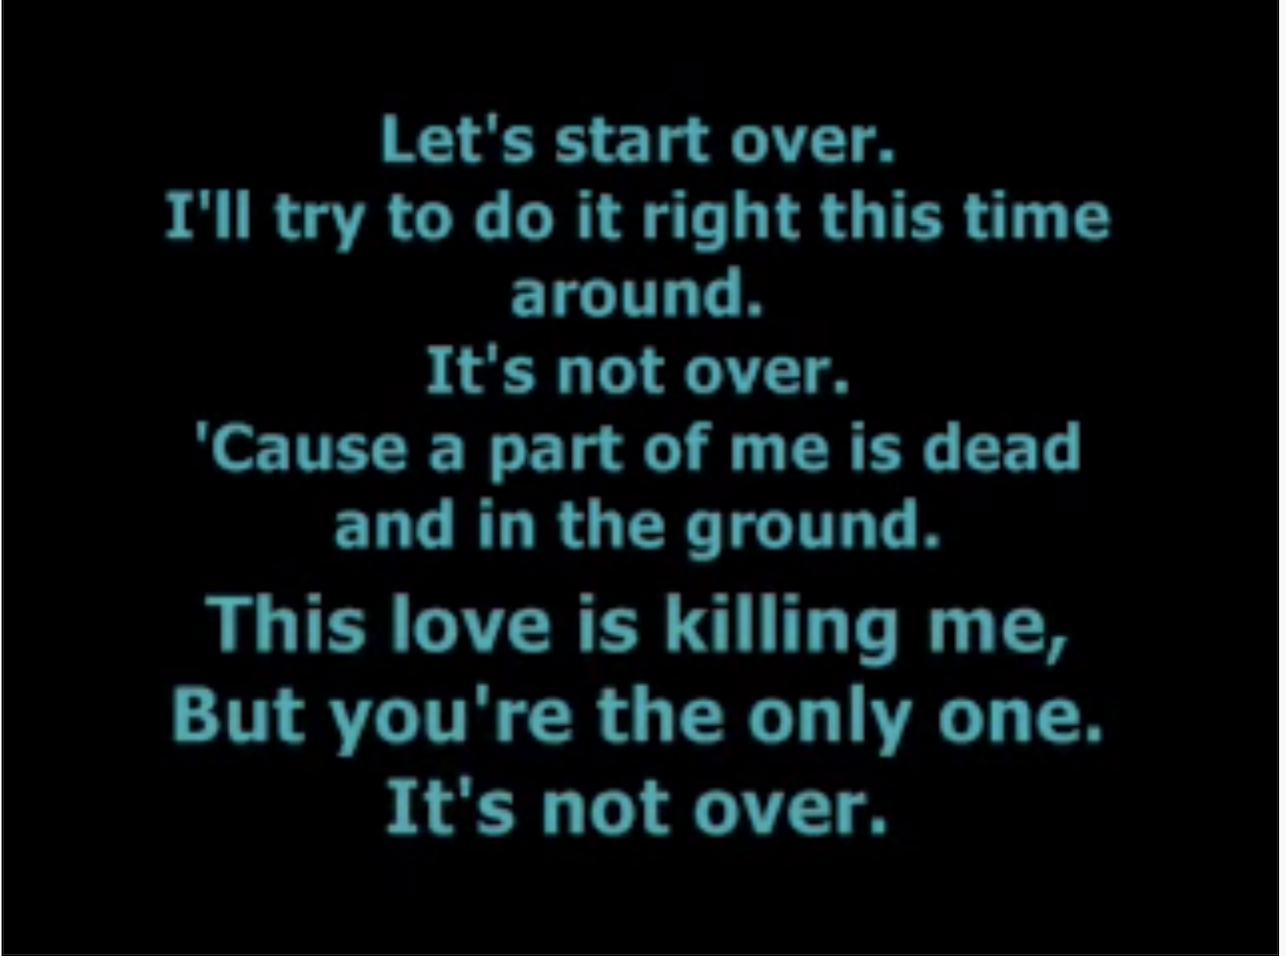 Let's start over.
I'll try to do it right this time
around.
It's not over.
'Cause a part of me is dead
and in the ground.
This love is killing me,
But you're the only one.
It's not over.